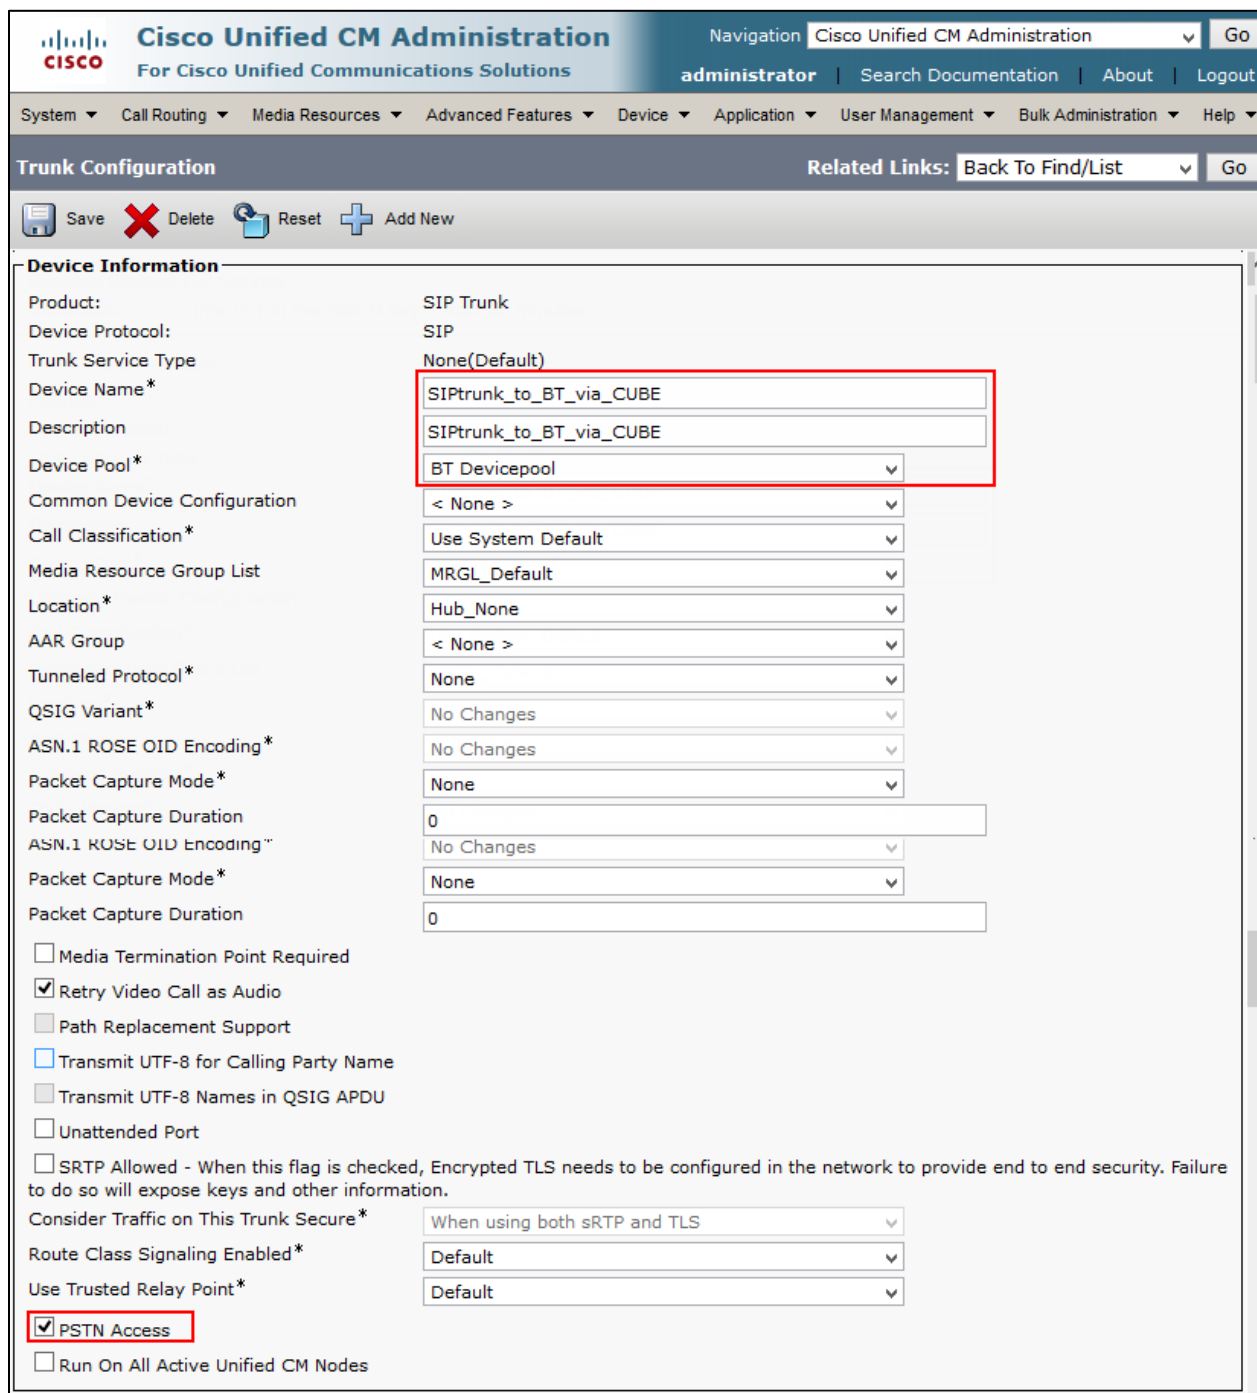 Cisco Unified CM Administration
For Cisco Unified Communications Solutions
CISCO
Navigation Cisco Unified CM Administration Go
administrator | Search Documentation | About | Logout
System Call Routing Media Resources Advanced Features Device Application User Management Bulk Administration Help
Trunk Configuration Related Links: Back To Find/List Go
Save Delete Reset Add New
Device Information
Product: SIP Trunk
Device Protocol: SIP
Trunk Service Type None(Default)
Device Name* SIPtrunk_to_BT_via_CUBE
Description SIPtrunk_to_BT_via_CUBE
Device Pool* BT Devicepool
Common Device Configuration < None >
Call Classification* Use System Default
Media Resource Group List MRGL_Default
Location* Hub_None
AAR Group < None >
Tunneled Protocol* None
QSIG Variant* No Changes
ASN.1 ROSE OID Encoding* No Changes
Packet Capture Mode* None
Packet Capture Duration 0
ASN.1 ROSE OID Encoding* No Changes
Packet Capture Mode* None
Packet Capture Duration 0
Media Termination Point Required
Retry Video Call as Audio
Path Replacement Support
Transmit UTF-8 for Calling Party Name
Transmit UTF-8 Names in QSIG APDU
Unattended Port
SRTP Allowed - When this flag is checked, Encrypted TLS needs to be configured in the network to provide end to end security. Failure
to do so will expose keys and other information.
Consider Traffic on This Trunk Secure* When using both sRTP and TLS
Route Class Signaling Enabled* Default
Use Trusted Relay Point* Default
PSTN Access
Run On All Active Unified CM Nodes